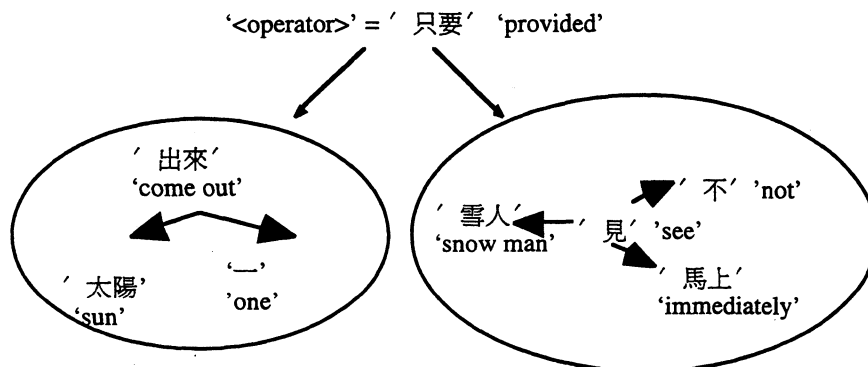 ‘<operator>’ = ′ 只要′ ‘provided’
′ 出來′
‘come out’
′ 太陽’
‘sun’
‘一’
’one’
′ 雪人′
‘snow man’
′ 見′ ’see’
′ 不′ ’not’
′ 馬上′
‘immediately’